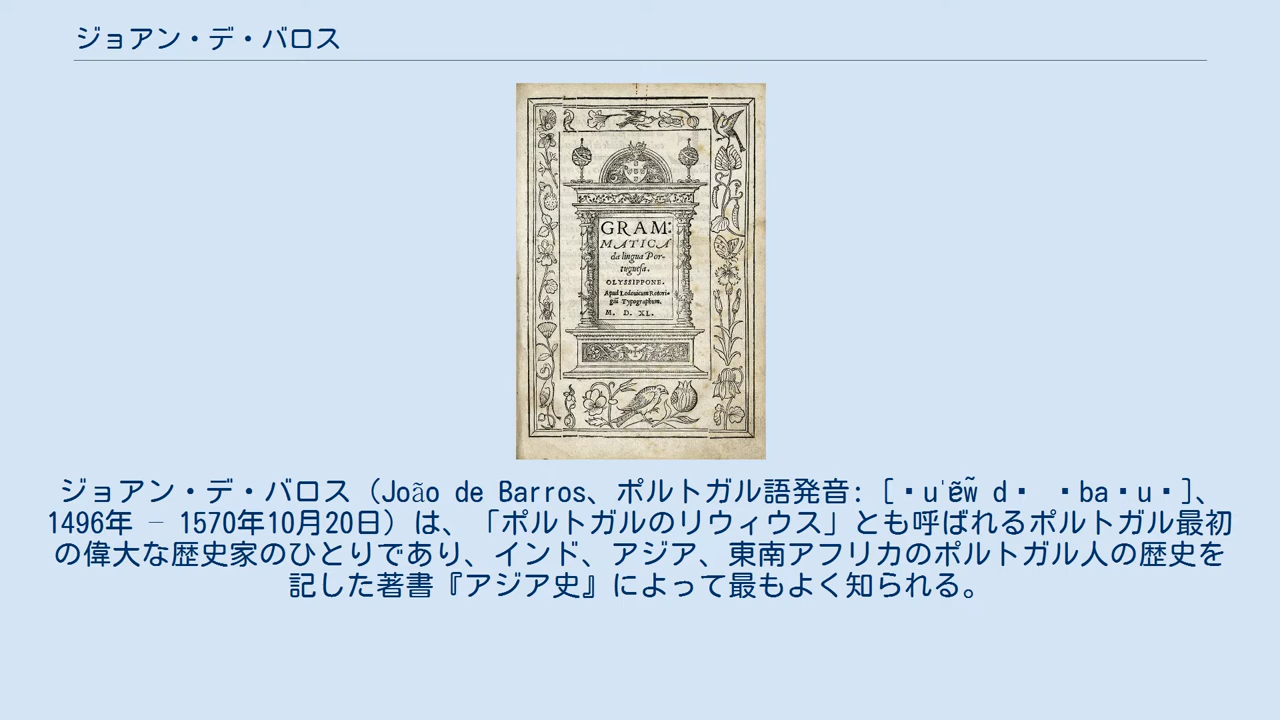 ジョアン・デ・バロス
GRAM:
MATICA
da lingua Por-
tuguesa.
OLYSSIPPONE.
Apud Lodouicum Rotori-
giū Typographum.
M. D. XL.
ジョアン・デ・バロス（João de Barros、ポルトガル語発音: [▪uˈɐ̃w̃ d▪ ▪ba▪u▪]、
1496年 – 1570年10月20日）は、「ポルトガルのリウィウス」とも呼ばれるポルトガル最初
の偉大な歴史家のひとりであり、インド、アジア、東南アフリカのポルトガル人の歴史を
記した著書『アジア史』によって最もよく知られる。